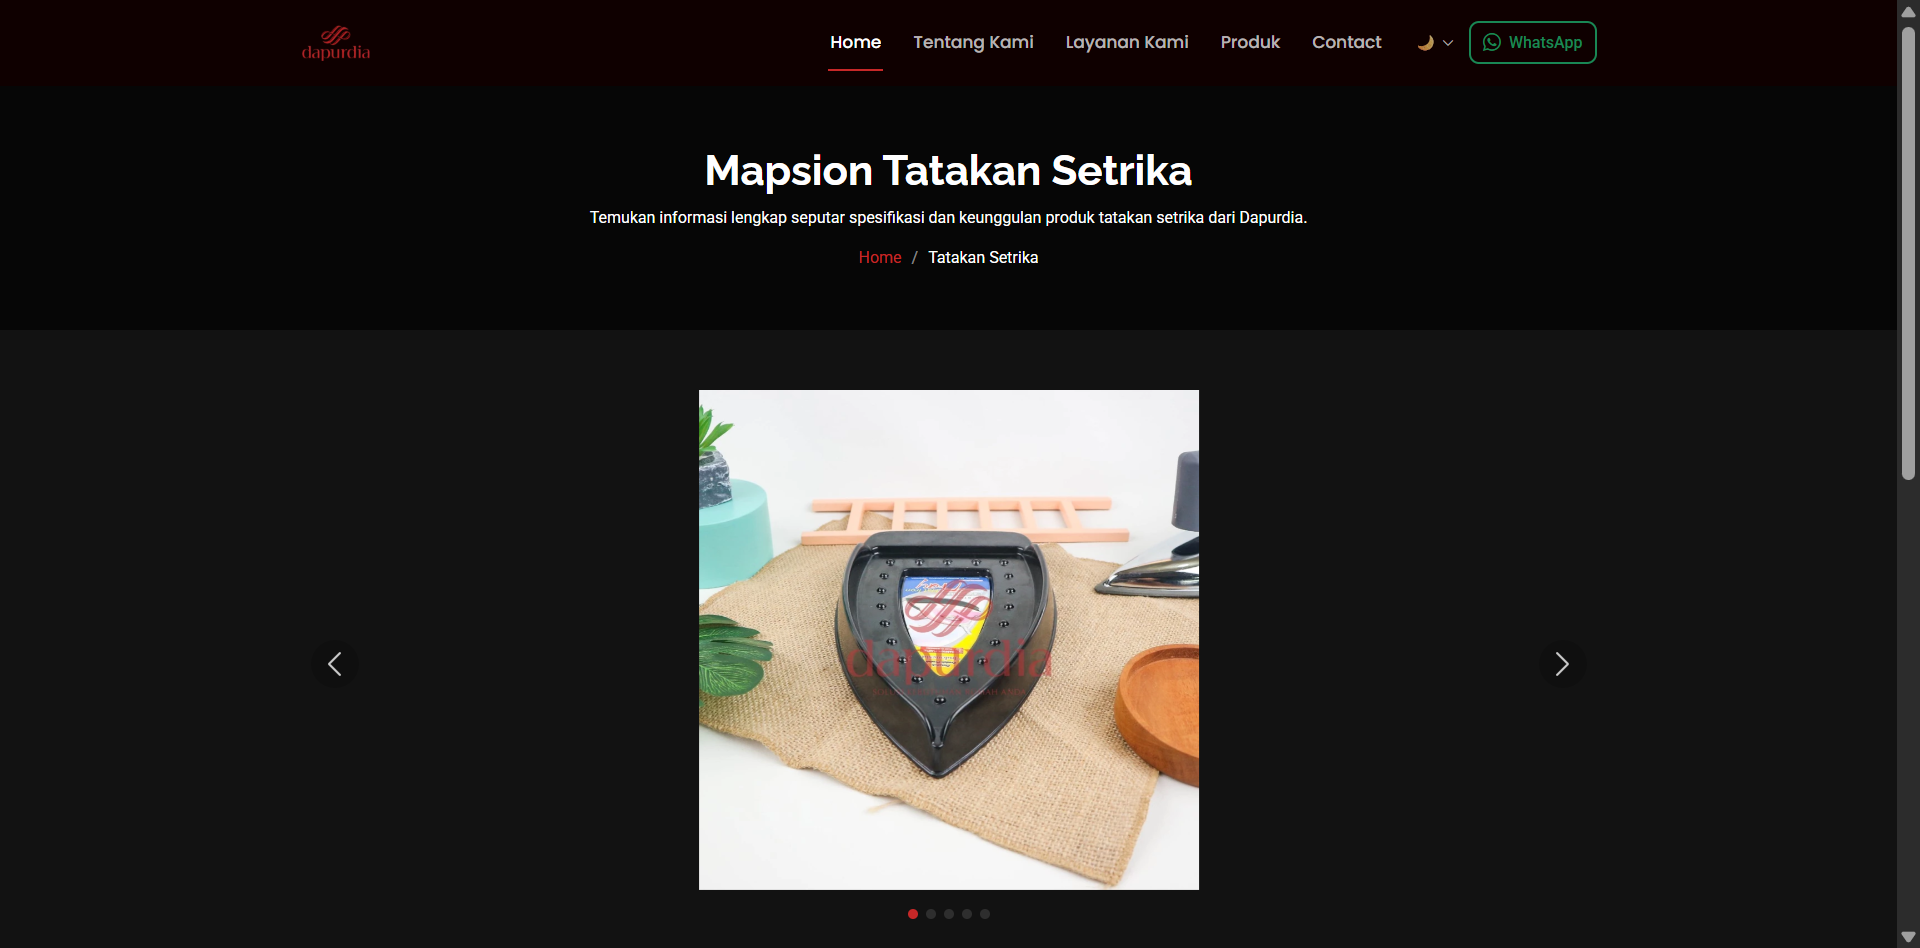 dapurdia
Home
Tentang Kami
Layanan Kami
Produk
Contact
WhatsApp
Mapsion Tatakan Setrika
Temukan informasi lengkap seputar spesifikasi dan keunggulan produk tatakan setrika dari Dapurdia.
Home / Tatakan Setrika
dapurdia